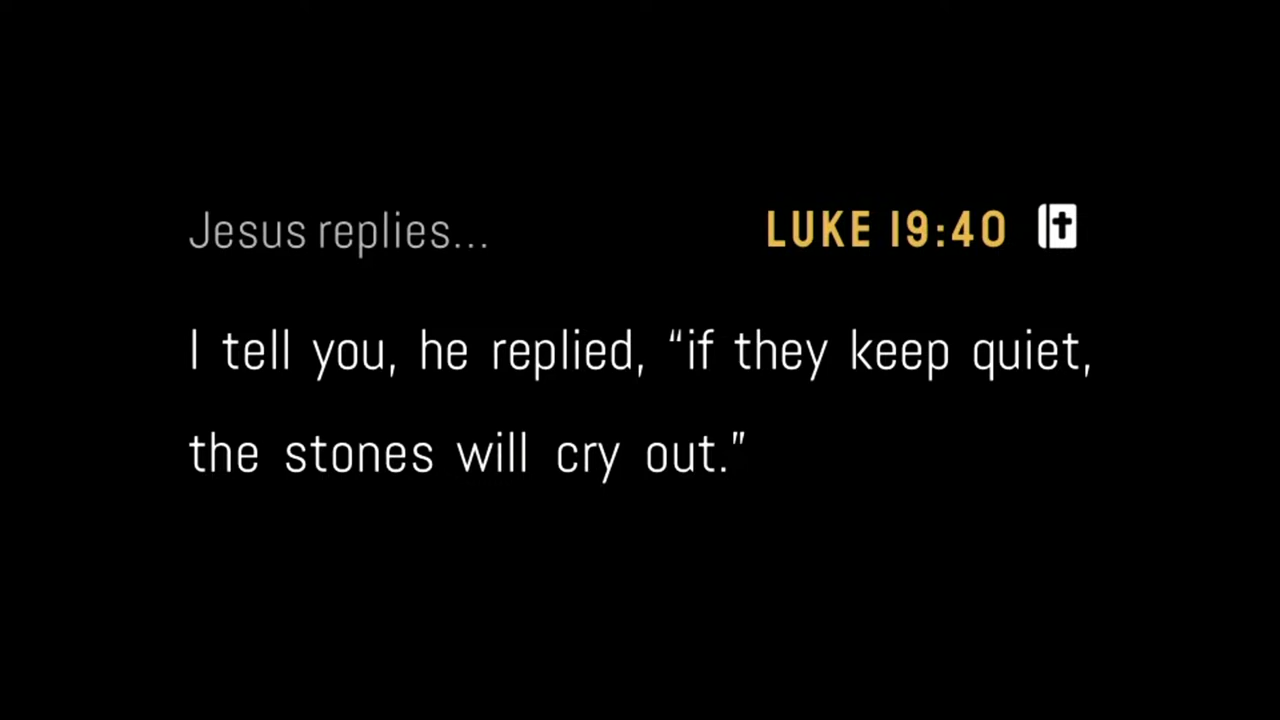 Jesus replies...
LUKE 19:40
I tell you, he replied, “if they keep quiet,
the stones will cry out.”